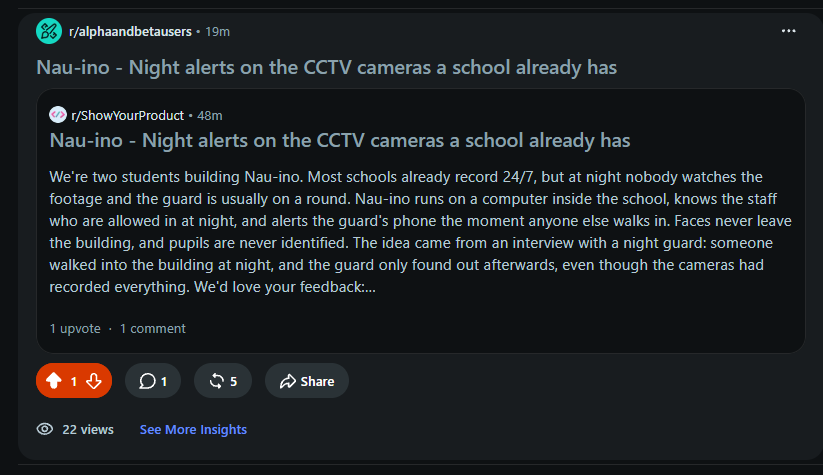 r/alphaandbetausers • 19m
Nau-ino - Night alerts on the CCTV cameras a school already has
r/ShowYourProduct • 48m
Nau-ino - Night alerts on the CCTV cameras a school already has
We're two students building Nau-ino. Most schools already record 24/7, but at night nobody watches the
footage and the guard is usually on a round. Nau-ino runs on a computer inside the school, knows the staff
who are allowed in at night, and alerts the guard's phone the moment anyone else walks in. Faces never leave
the building, and pupils are never identified. The idea came from an interview with a night guard: someone
walked into the building at night, and the guard only found out afterwards, even though the cameras had
recorded everything. We'd love your feedback:...
1 upvote · 1 comment
1 1 5 Share
22 views See More Insights